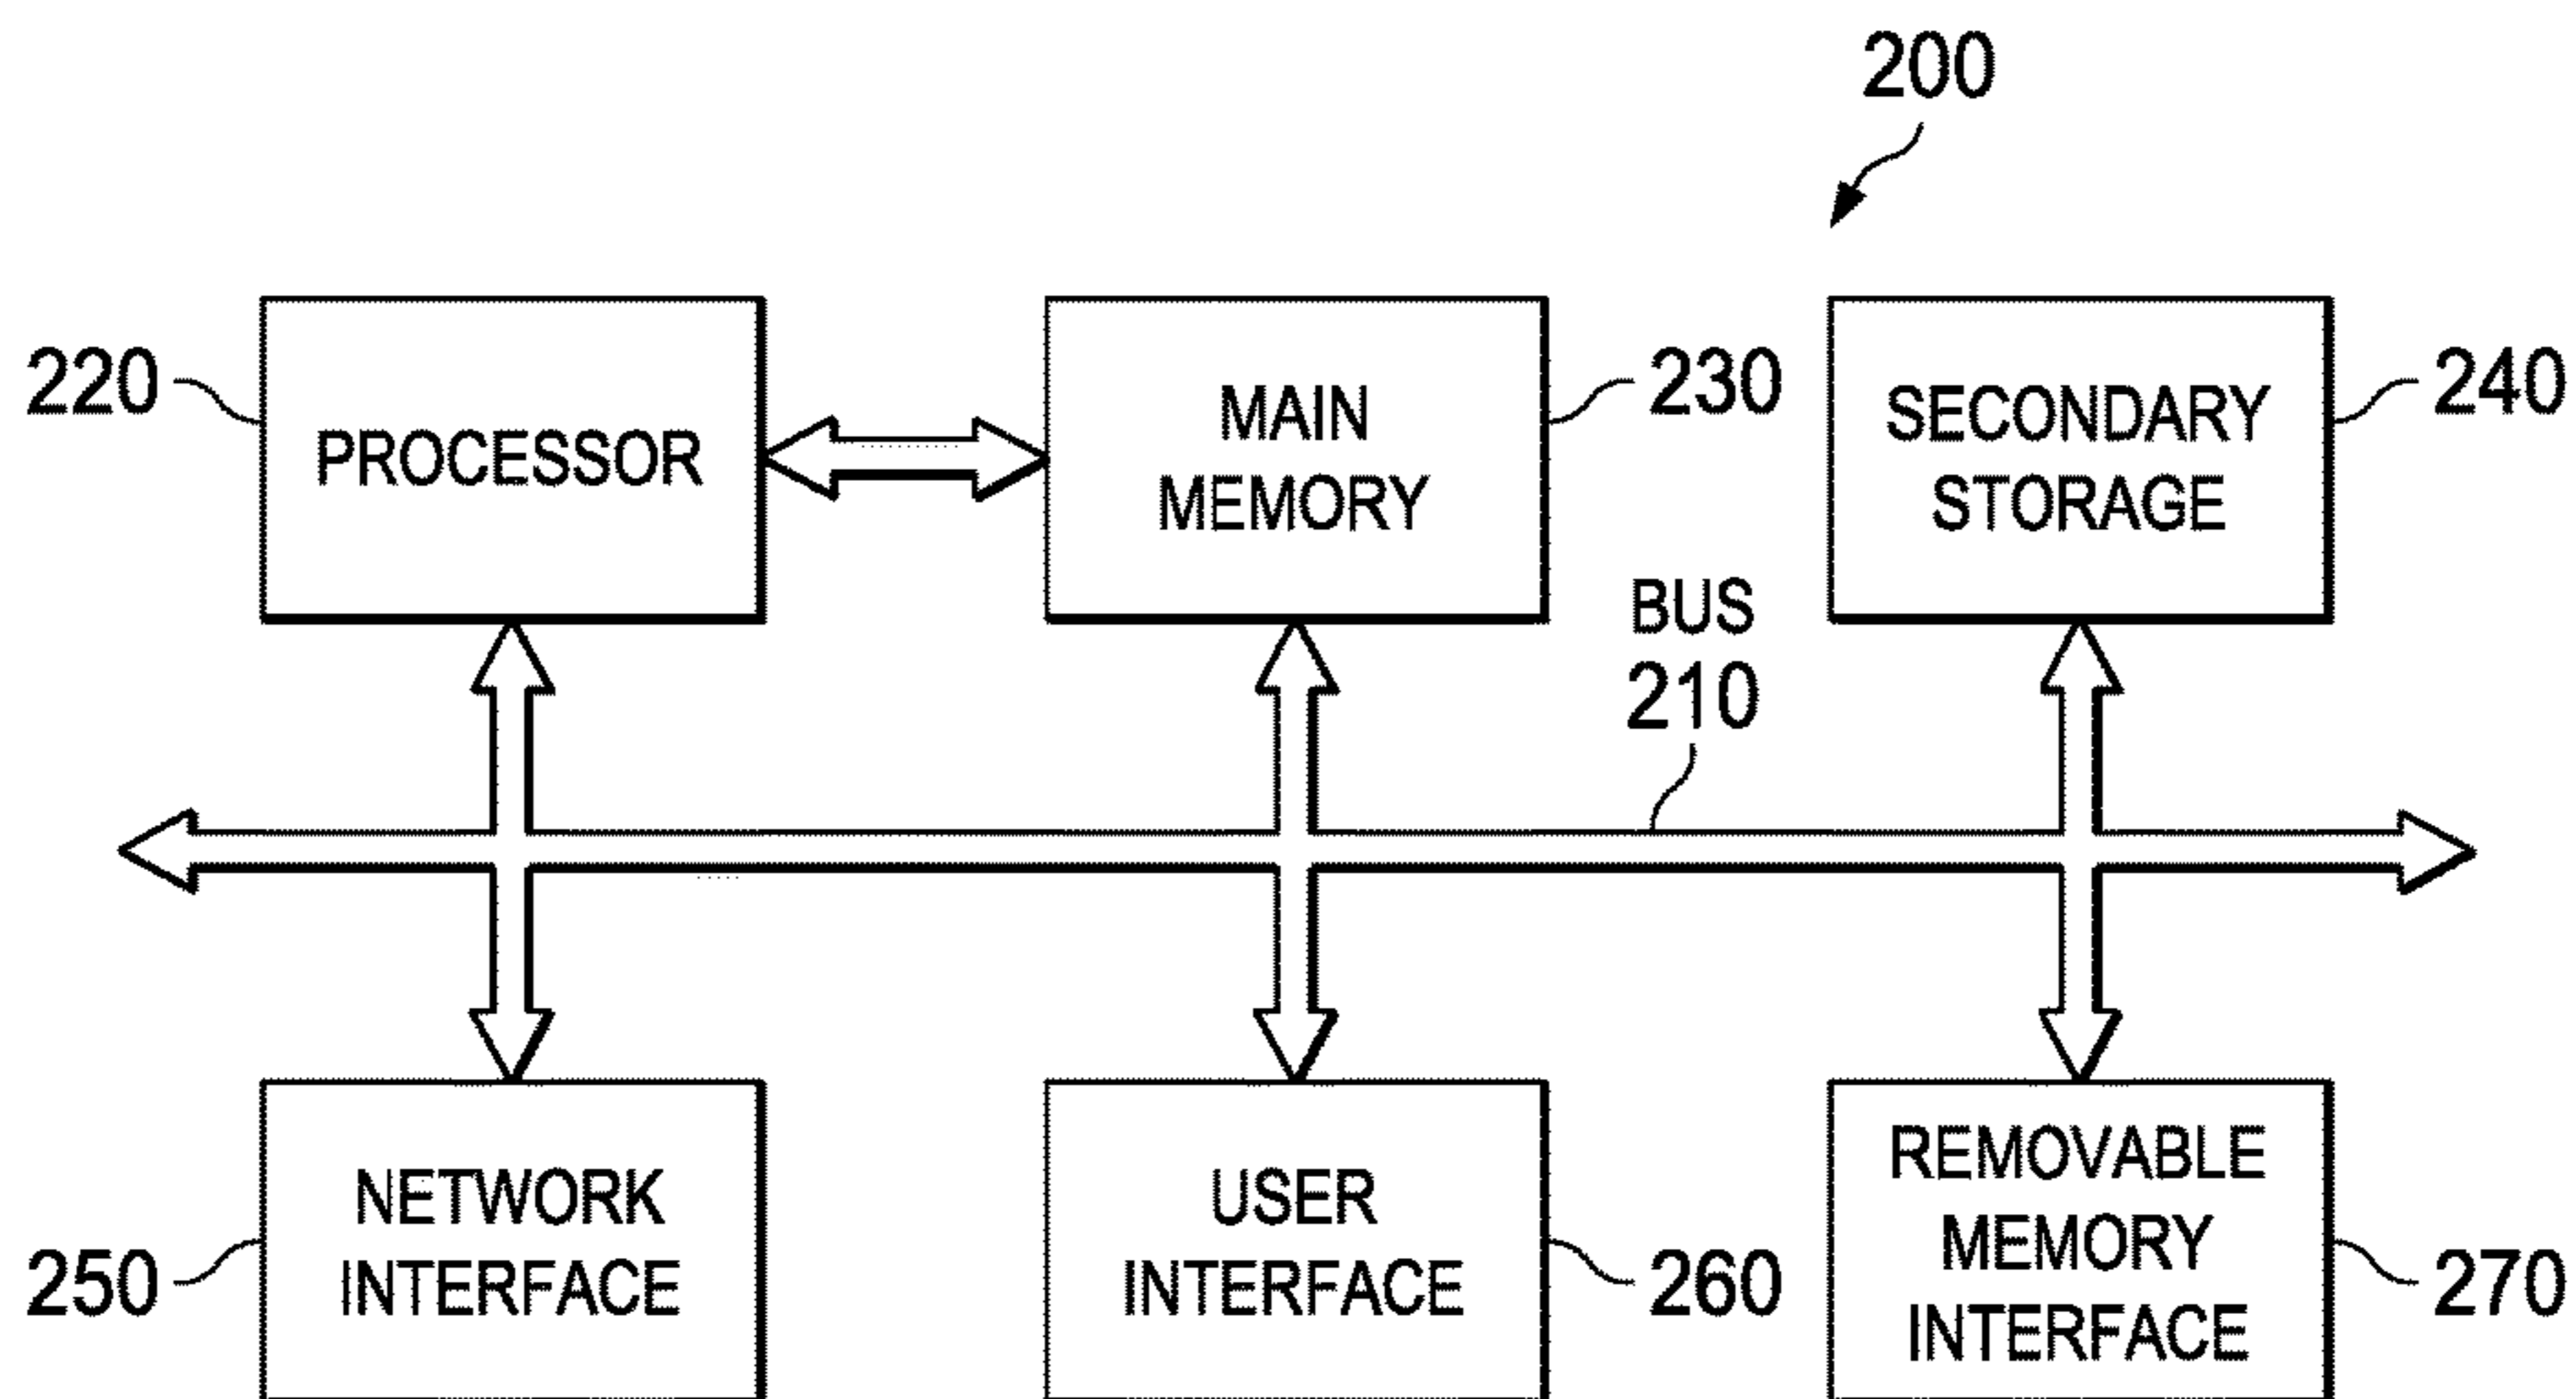 200
220
PROCESSOR
MAIN
MEMORY
230
SECONDARY
STORAGE
240
BUS
210
250
NETWORK
INTERFACE
USER
INTERFACE
260
REMOVABLE
MEMORY
INTERFACE
270